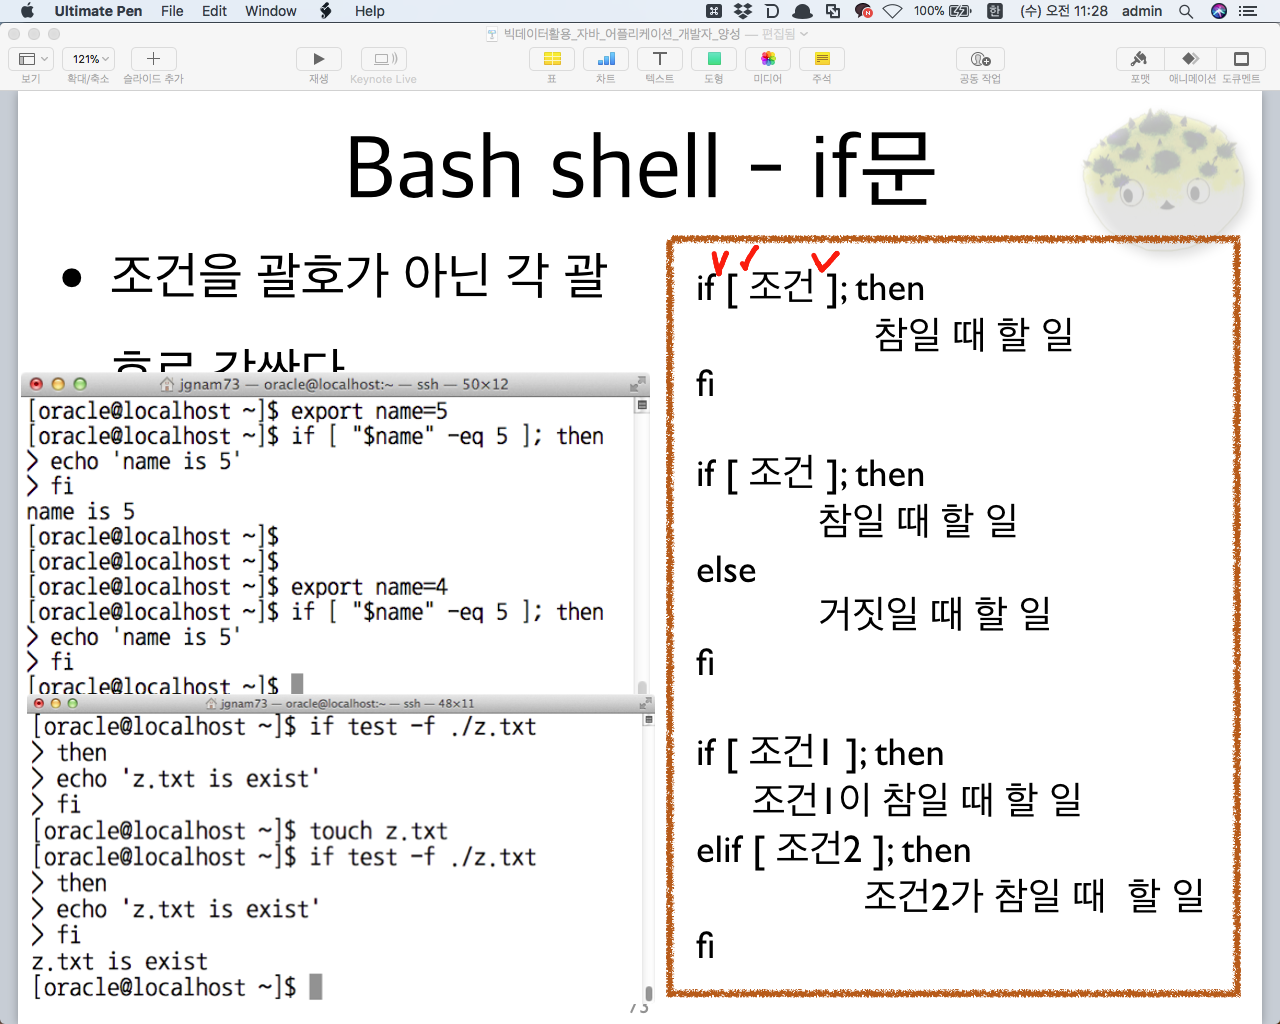 Ultimate Pen File Edit Window Help 100% 한 (수) 오전 11:28 admin
빅데이터활용_자바_어플리케이션_개발자_양성 — 편집됨
121%
보기 확대/축소 슬라이드 추가 재생 Keynote Live 표 차트 텍스트 도형 미디어 주석 공동 작업 포맷 애니메이션 도큐멘트
Bash shell - if문
조건을 괄호가 아닌 각 괄
호로 감싼다
jgnam73 — oracle@localhost:~ — ssh — 50×12
[oracle@localhost ~]$ export name=5
[oracle@localhost ~]$ if [ "$name" -eq 5 ]; then
> echo 'name is 5'
> fi
name is 5
[oracle@localhost ~]$
[oracle@localhost ~]$
[oracle@localhost ~]$ export name=4
[oracle@localhost ~]$ if [ "$name" -eq 5 ]; then
> echo 'name is 5'
> fi
[oracle@localhost ~]$
jgnam73 — oracle@localhost:~ — ssh — 48×11
[oracle@localhost ~]$ if test -f ./z.txt
> then
> echo 'z.txt is exist'
> fi
[oracle@localhost ~]$ touch z.txt
[oracle@localhost ~]$ if test -f ./z.txt
> then
> echo 'z.txt is exist'
> fi
z.txt is exist
[oracle@localhost ~]$
if [ 조건 ]; then
참일 때 할 일
fi
if [ 조건 ]; then
참일 때 할 일
else
거짓일 때 할 일
fi
if [ 조건1 ]; then
조건1이 참일 때 할 일
elif [ 조건2 ]; then
조건2가 참일 때 할 일
fi
73